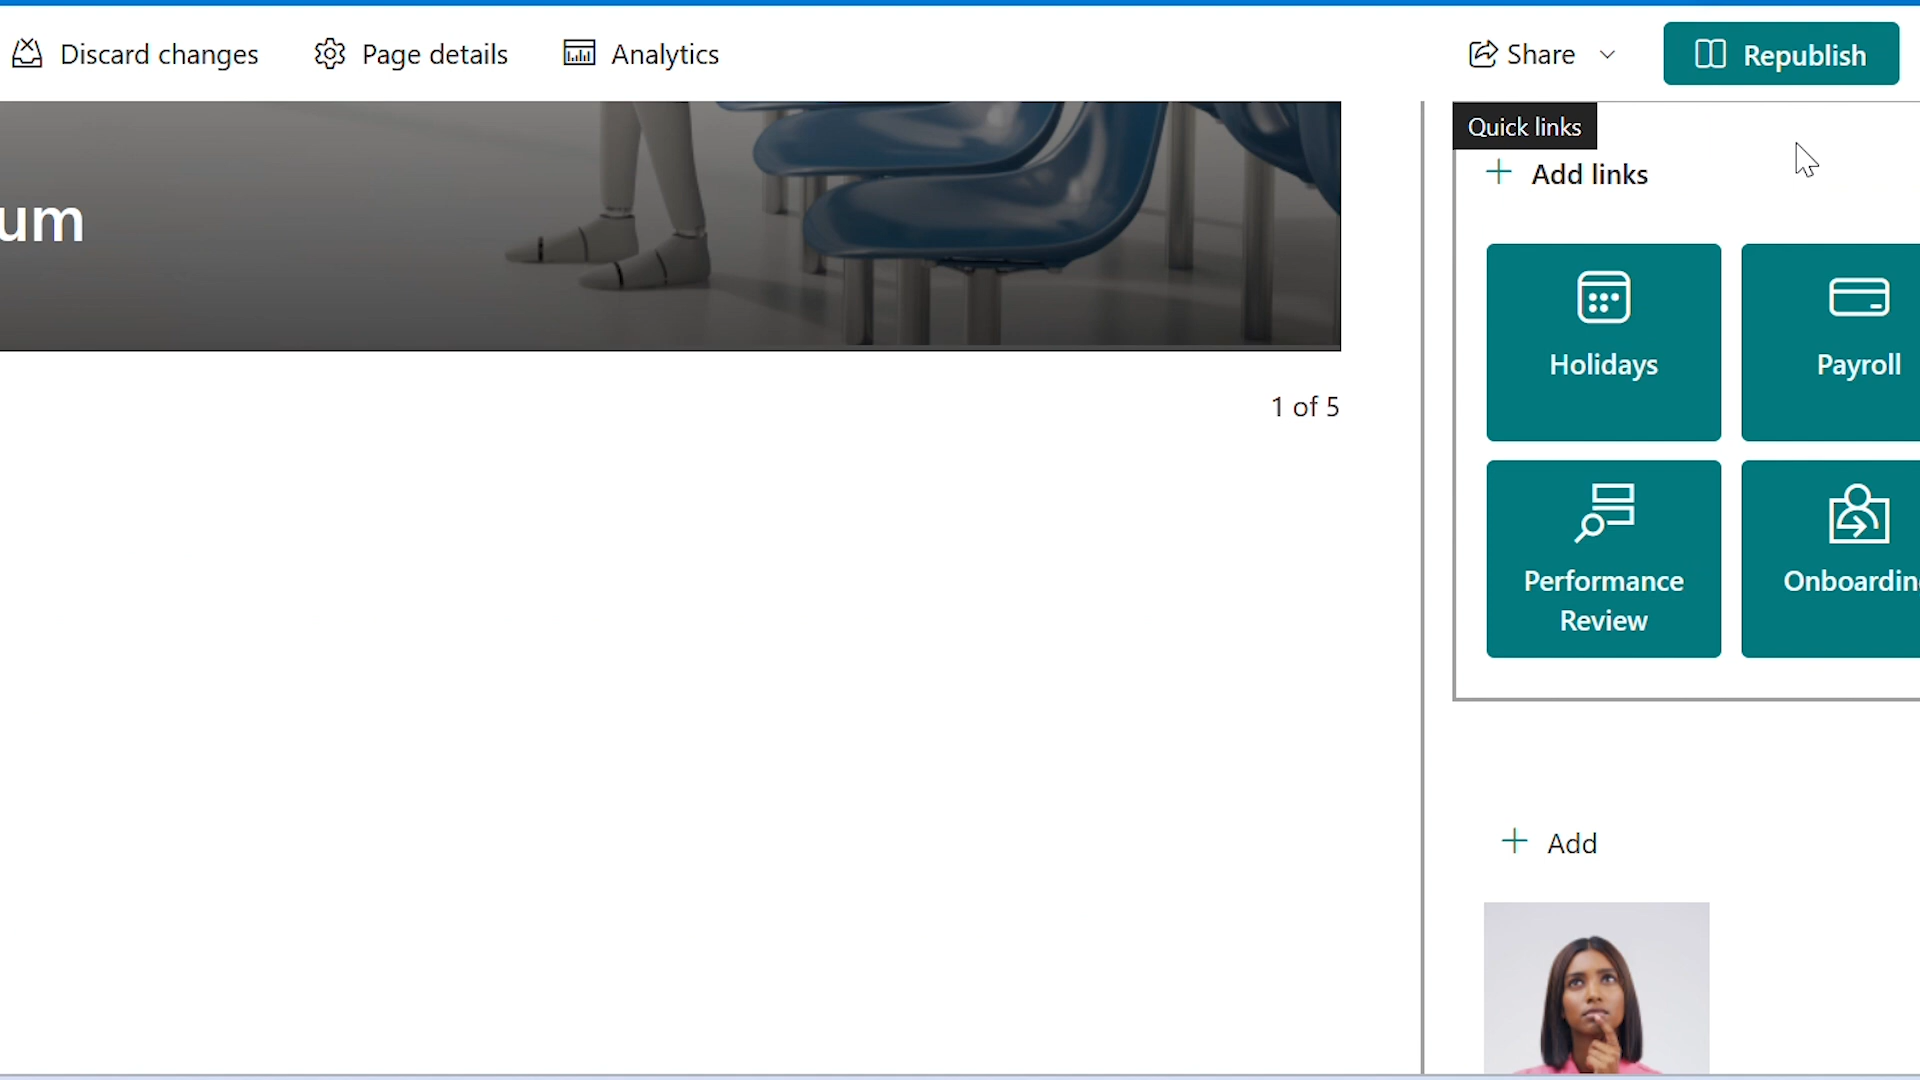 Discard changes
Page details
Analytics
Share
Republish
Quick links
Add links
um
Holidays
Payroll
1 of 5
Performance
Review
Onboardin
Add